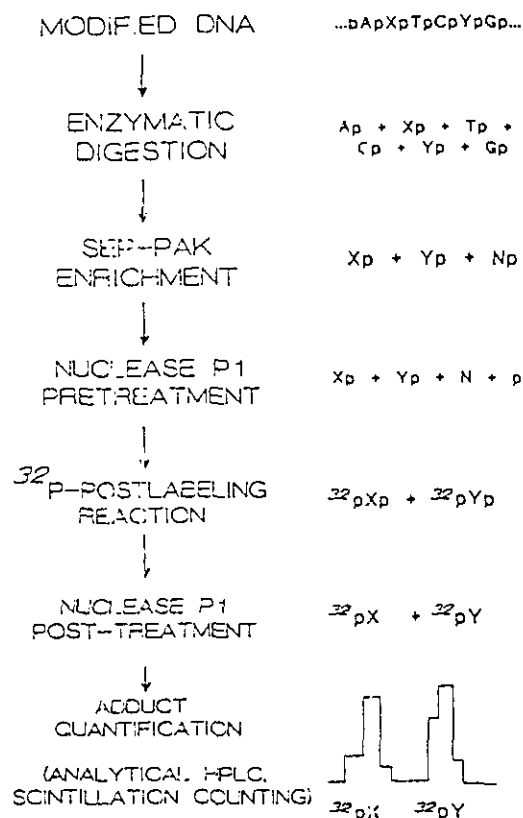 MODIFIED DNA ...pApXpTpCpYpGp...
ENZYMATIC
DIGESTION
Ap + Xp + Tp +
Cp + Yp + Gp
SEP-PAK
ENRICHMENT
Xp + Yp + Np
NUCLEASE P1
PRETREATMENT
Xp + Yp + N + p
32P-POSTLABELING
REACTION
32pXp + 32pYp
NUCLEASE P1
POST-TREATMENT
32pX + 32pY
ADDUCT
QUANTIFICATION
(ANALYTICAL HPLC,
SCINTILLATION COUNTING)
32pX 32pY